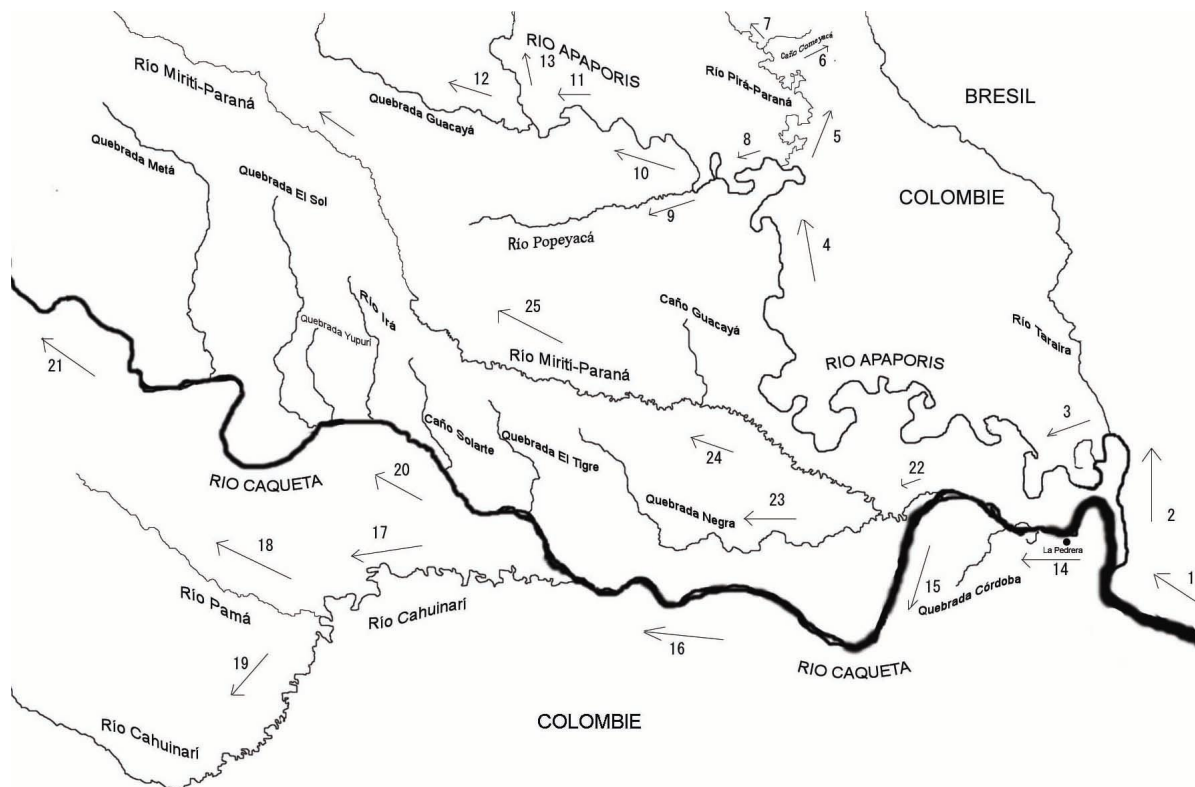 7
Caño Comeyacá
6
RIO APAPORIS
13
12
11
Río Mirití-Paraná
Río Pirá-Paraná
BRESIL
Quebrada Guacayá
5
8
Quebrada Metá
10
Quebrada El Sol
COLOMBIE
9
Río Popeyacá
4
Río Irá
25
Caño Guacayá
Río Taraira
Quebrada Yupurí
21
Río Mirití-Paraná
RIO APAPORIS
3
Caño Solarte
Quebrada El Tigre
24
20
22
RIO CAQUETA
Quebrada Negra
23
2
17
18
La Pedrera
14
1
15
Quebrada Córdoba
Río Pamá
Río Cahuinarí
16
19
RIO CAQUETA
COLOMBIE
Río Cahuinarí